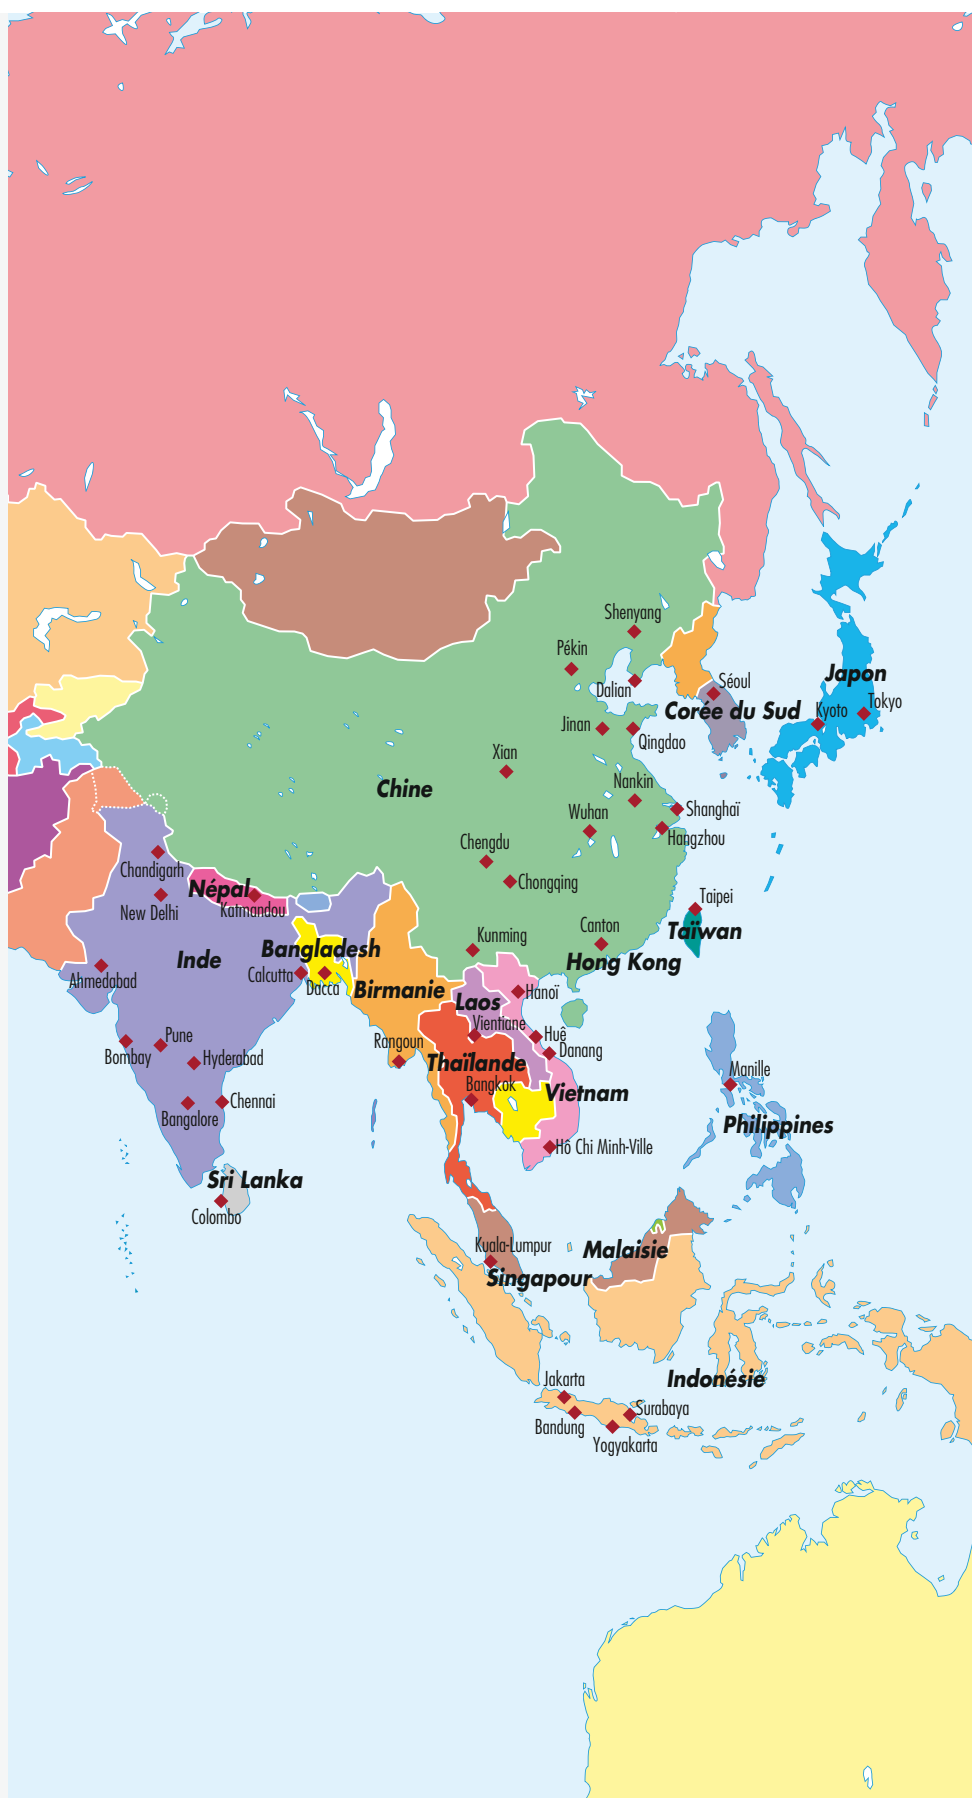 Shenyang
Pékin
Dalian
Séoul
Japon
Corée du Sud
Kyoto
Tokyo
Jinan
Qingdao
Xian
Chine
Nankin
Shanghaï
Wuhan
Hangzhou
Chengdu
Chandigarh
Chongqing
Népal
Katmandou
New Delhi
Taipei
Canton
Taïwan
Kunming
Bangladesh
Inde
Hong Kong
Ahmedabad
Calcutta
Dacca
Birmanie
Hanoï
Laos
Vientiane
Huê
Pune
Rangoun
Danang
Bombay
Hyderabad
Thaïlande
Manille
Bangkok
Vietnam
Chennai
Bangalore
Philippines
Hô Chi Minh-Ville
Sri Lanka
Colombo
Kuala-Lumpur
Malaisie
Singapour
Indonésie
Jakarta
Surabaya
Bandung
Yogyakarta